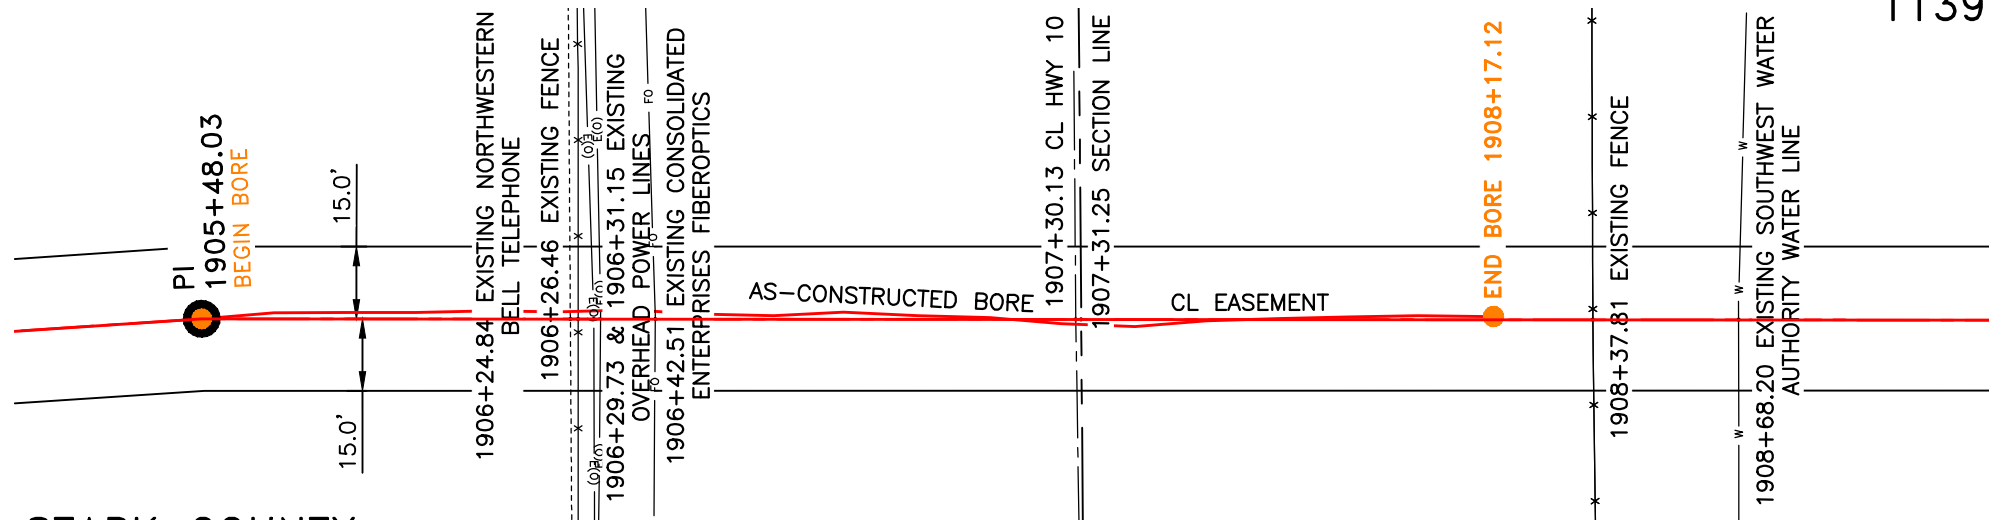 1139
PI
1905+48.03
BEGIN BORE
15.0'
15.0'
1906+24.84 EXISTING NORTHWESTERN
BELL TELEPHONE
1906+26.46 EXISTING FENCE
E(O)
E(O)
E(O)
E(O)
E(O)
E(O)
1906+29.73 & 1906+31.15 EXISTING
OVERHEAD POWER LINES
FO
FO
FO
1906+42.51 EXISTING CONSOLIDATED
ENTERPRISES FIBEROPTICS
AS-CONSTRUCTED BORE
1907+30.13 CL HWY 10
1907+31.25 SECTION LINE
CL EASEMENT
END BORE 1908+17.12
1908+37.81 EXISTING FENCE
W
W
W
1908+68.20 EXISTING SOUTHWEST WATER
AUTHORITY WATER LINE
STARK COUNTY